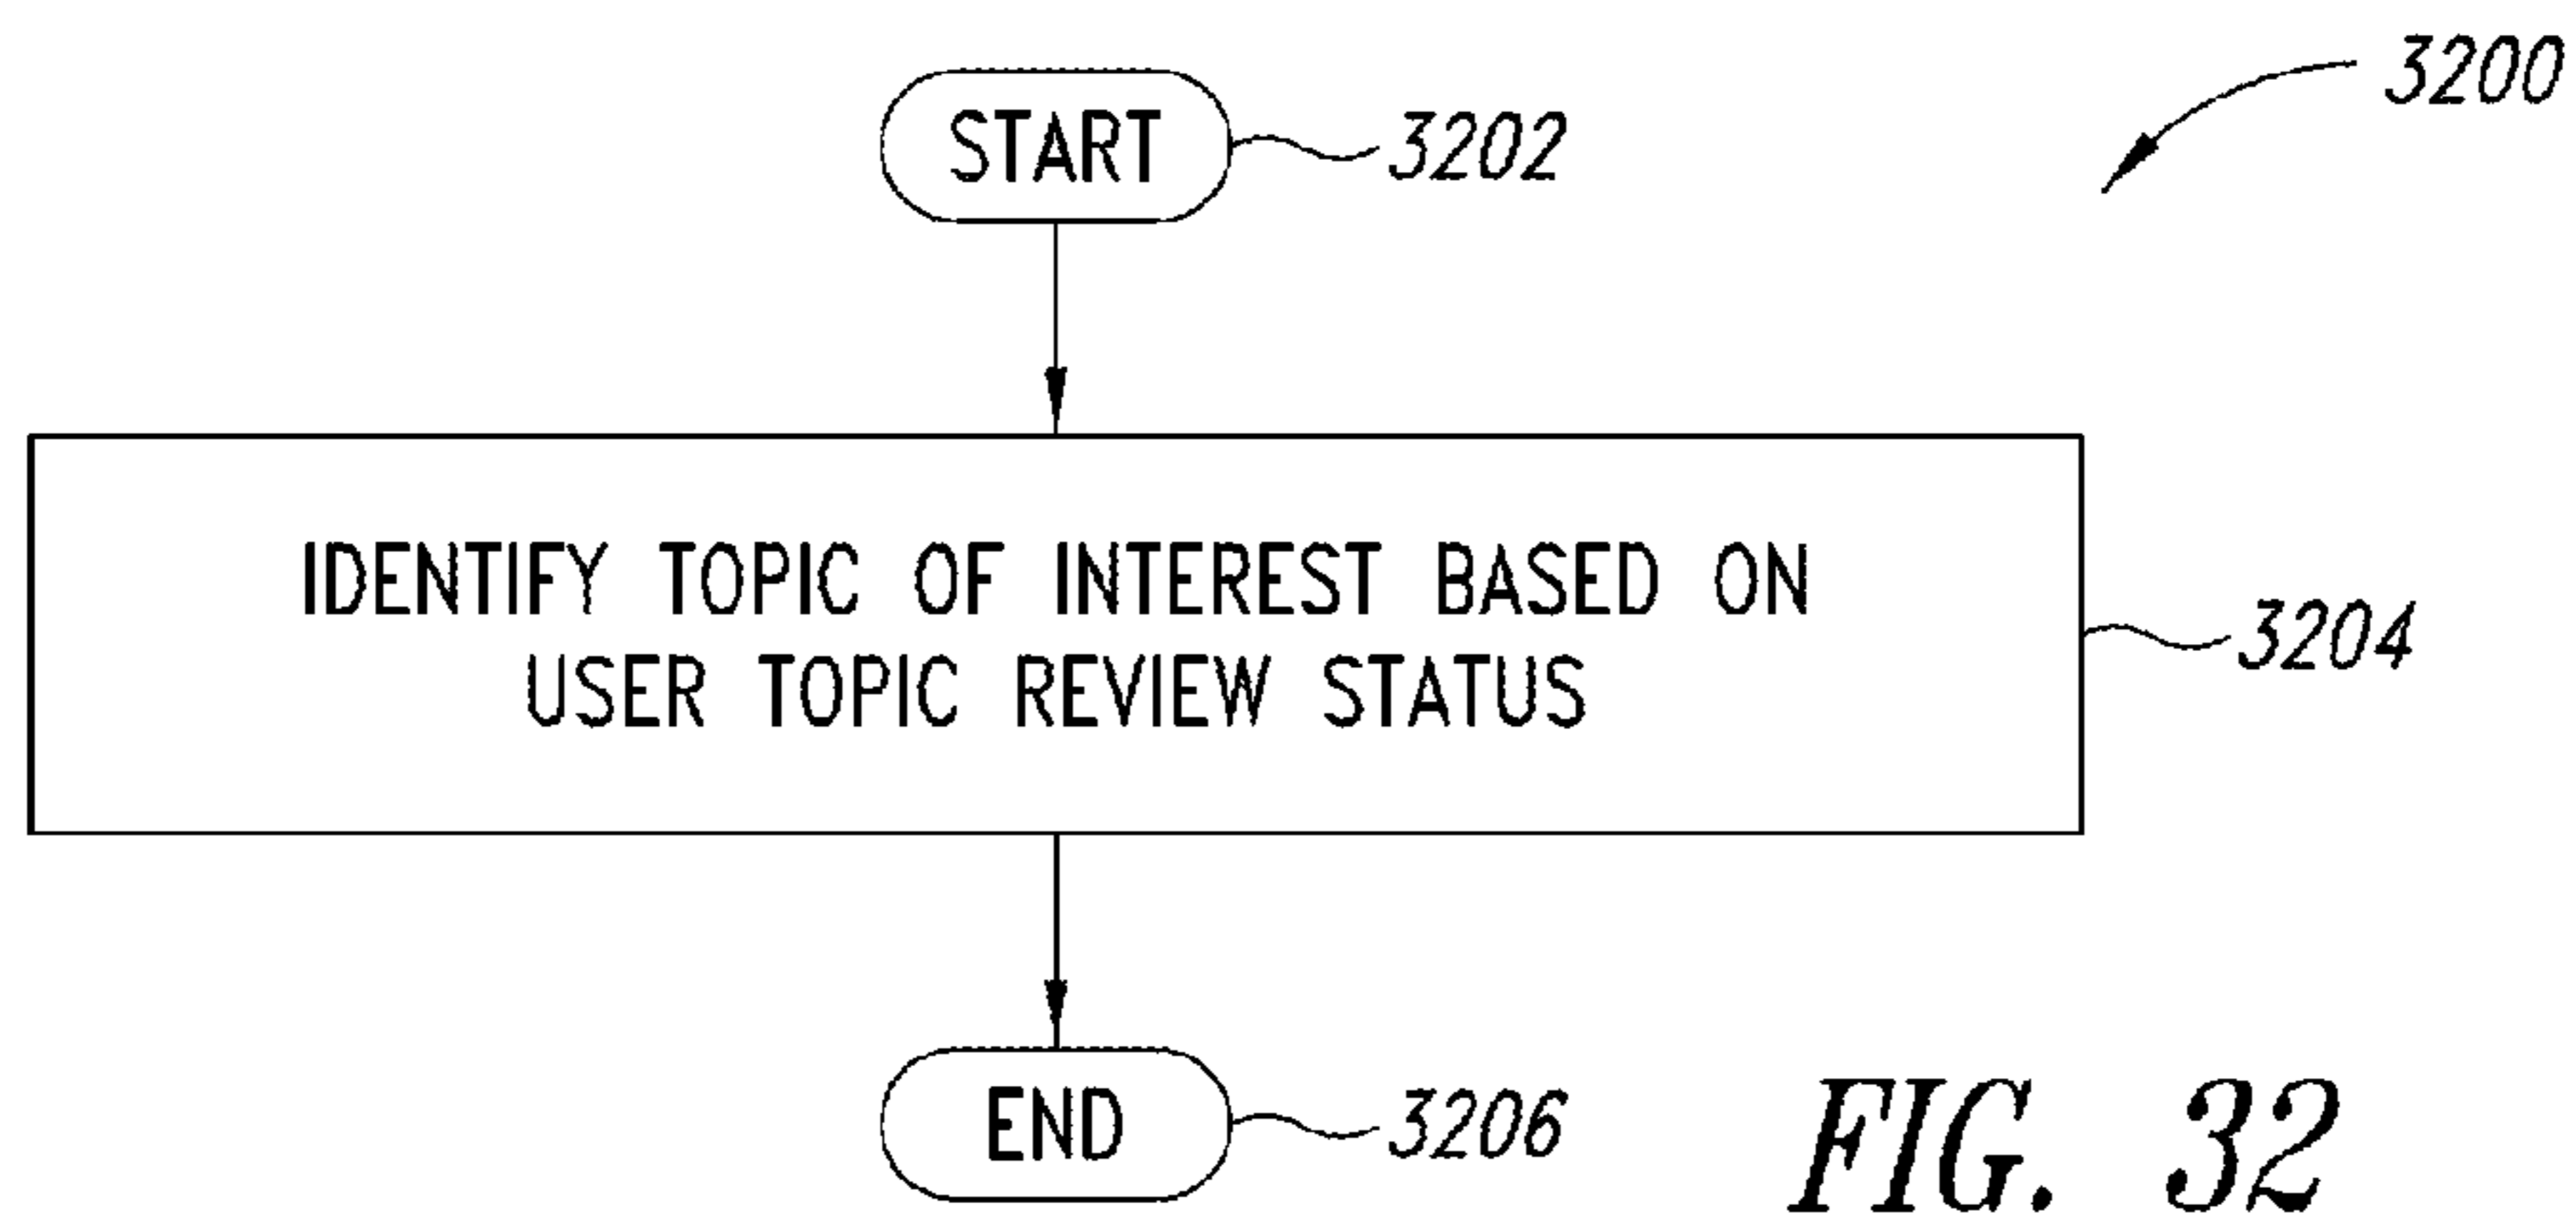 3200
START
3202
IDENTIFY TOPIC OF INTEREST BASED ON
USER TOPIC REVIEW STATUS
3204
END
3206
FIG. 32